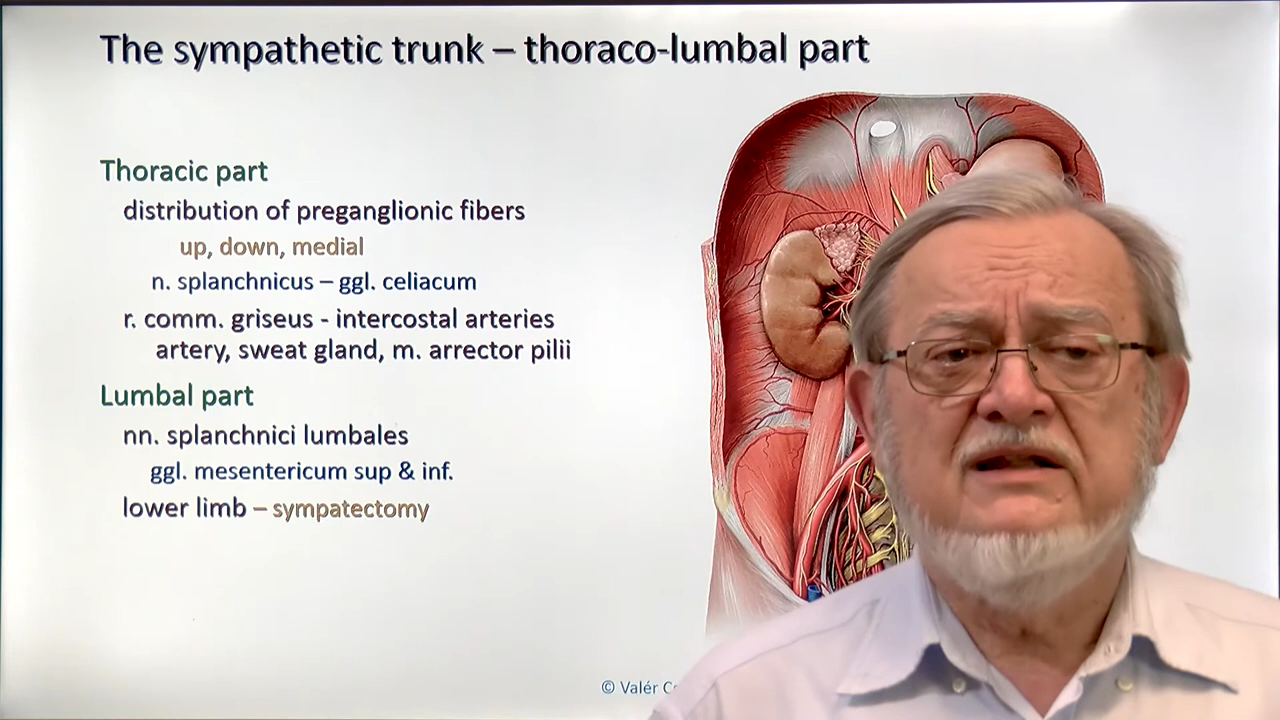 The sympathetic trunk – thoraco-lumbal part
Thoracic part
distribution of preganglionic fibers
up, down, medial
n. splanchnicus – ggl. celiacum
r. comm. griseus - intercostal arteries
artery, sweat gland, m. arrector pilii
Lumbal part
nn. splanchnici lumbales
ggl. mesentericum sup & inf.
lower limb – sympatectomy
© Valér